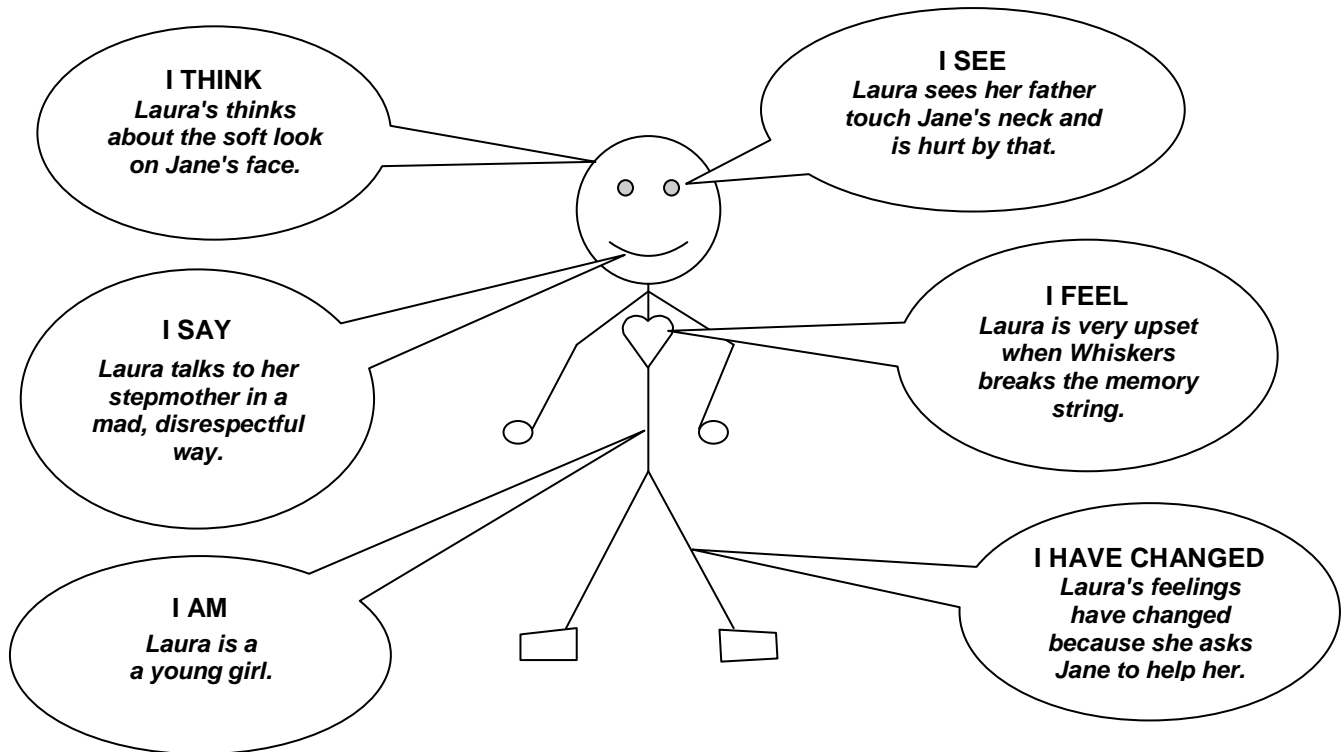 I THINK
Laura's thinks
about the soft look
on Jane's face.
I SEE
Laura sees her father
touch Jane's neck and
is hurt by that.
I SAY
Laura talks to her
stepmother in a
mad, disrespectful
way.
I FEEL
Laura is very upset
when Whiskers
breaks the memory
string.
I AM
Laura is a
a young girl.
I HAVE CHANGED
Laura's feelings
have changed
because she asks
Jane to help her.